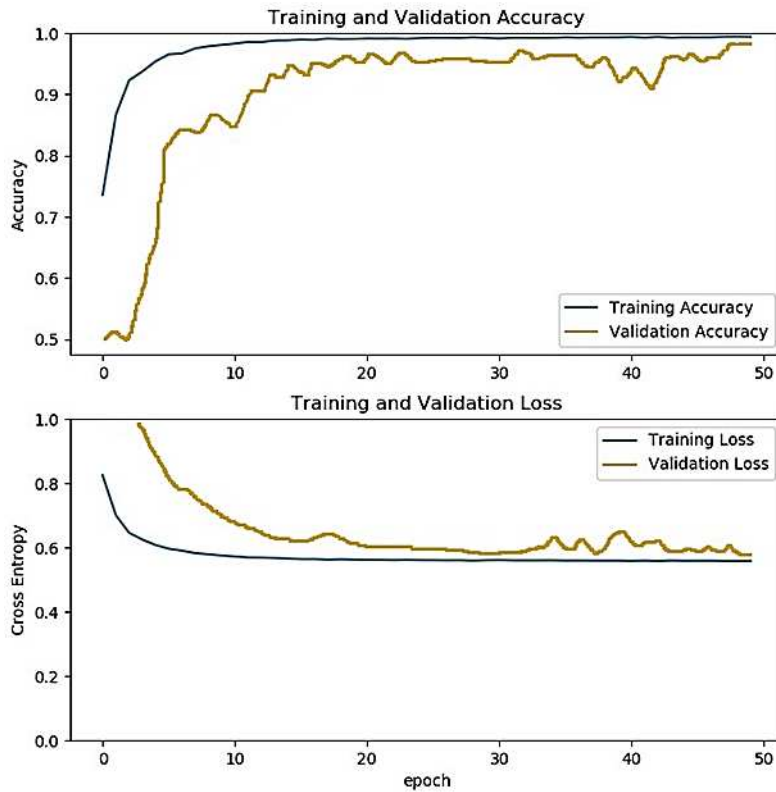 Training and Validation Accuracy
Accuracy
1.0
0.9
0.8
0.7
0.6
0.5
Training Accuracy
Validation Accuracy
0 10 20 30 40 50
Training and Validation Loss
Cross Entropy
1.0
0.8
0.6
0.4
0.2
0.0
Training Loss
Validation Loss
0 10 20 30 40 50
epoch